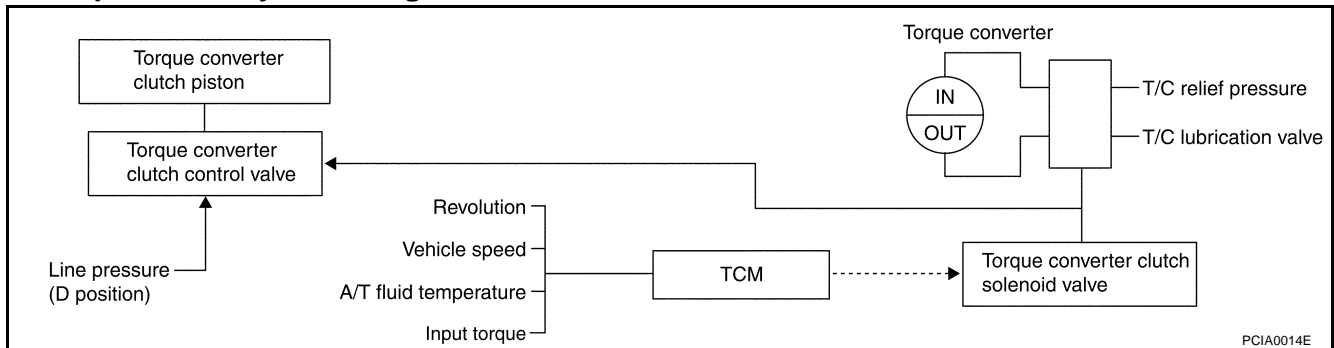 Torque converter
clutch piston
Torque converter
clutch control valve
Line pressure
(D position)
Revolution
Vehicle speed
A/T fluid temperature
Input torque
TCM
Torque converter
IN
OUT
T/C relief pressure
T/C lubrication valve
Torque converter clutch
solenoid valve
PCIA0014E